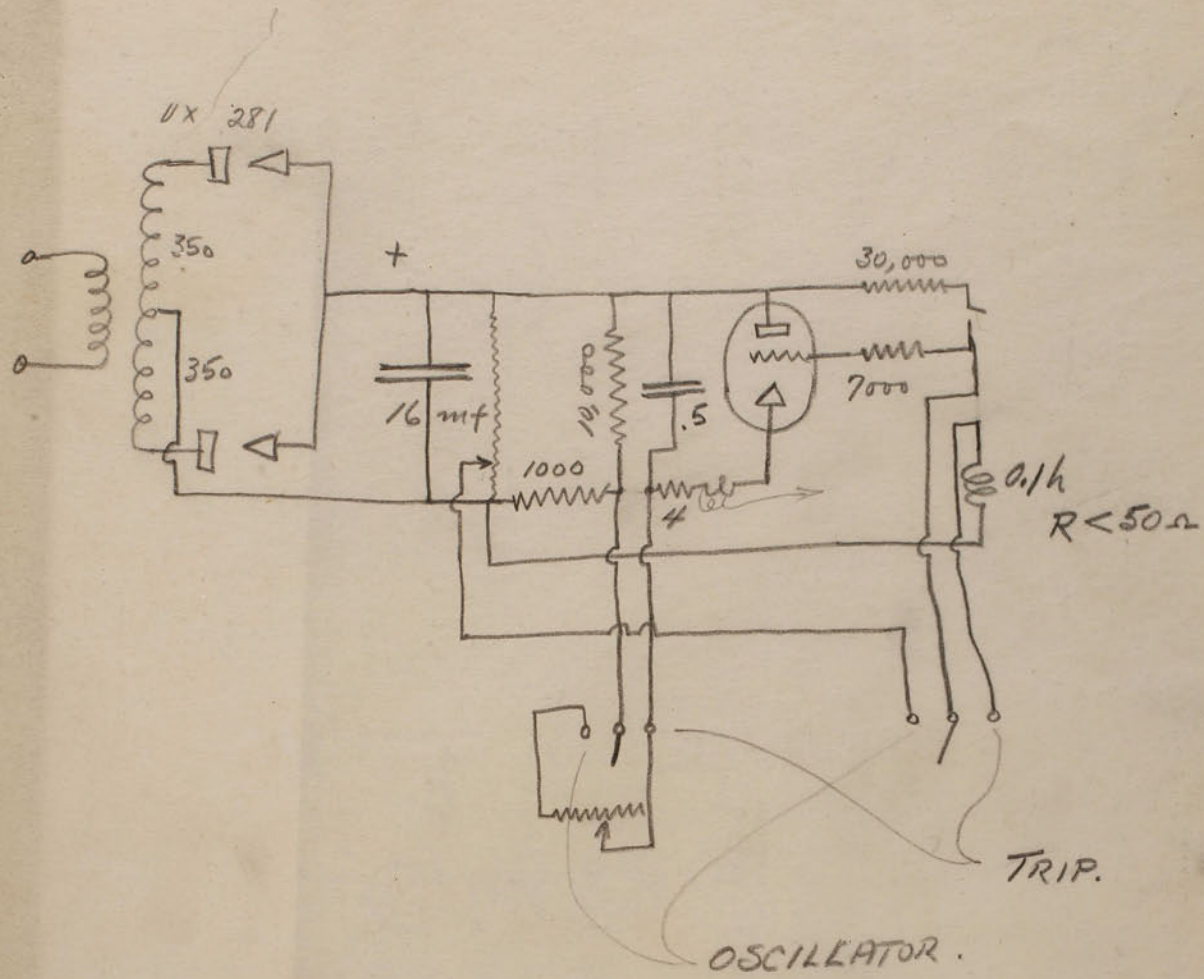 UX 281
350
350
+
16 mf
10,000
.5
1000
4
30,000
7000
0.1h
R<50Ω
TRIP.
OSCILLATOR.